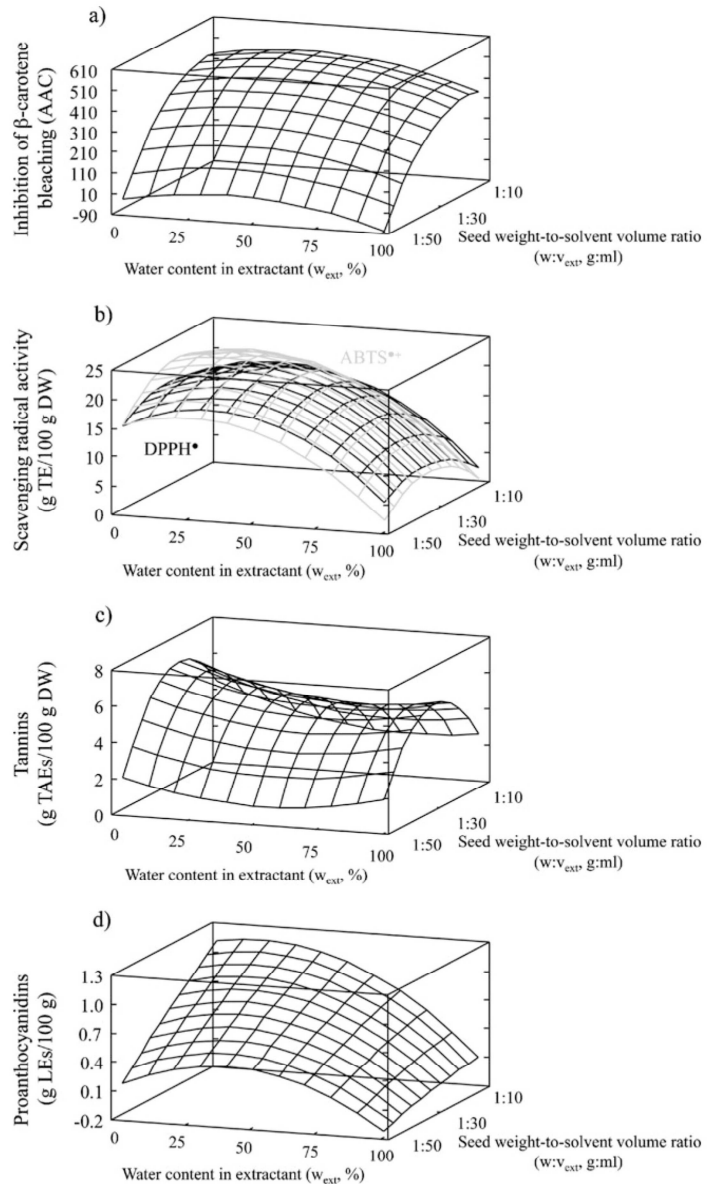 a)
Inhibition of β-carotene
bleaching (AAC)
610
510
410
310
210
110
10
-90
0
25
50
75
100
Water content in extractant (wext, %)
1:50
1:30
1:10
Seed weight-to-solvent volume ratio
(w:vext, g:ml)
b)
Scavenging radical activity
(g TE/100 g DW)
25
20
15
10
5
0
ABTS•+
DPPH•
0
25
50
75
100
Water content in extractant (wext, %)
1:50
1:30
1:10
Seed weight-to-solvent volume ratio
(w:vext, g:ml)
c)
Tannins
(g TAEs/100 g DW)
8
6
4
2
0
0
25
50
75
100
Water content in extractant (wext, %)
1:50
1:30
1:10
Seed weight-to-solvent volume ratio
(w:vext, g:ml)
d)
Proanthocyanidins
(g LEs/100 g)
1.3
1.0
0.7
0.4
0.1
-0.2
0
25
50
75
100
Water content in extractant (wext, %)
1:50
1:30
1:10
Seed weight-to-solvent volume ratio
(w:vext, g:ml)